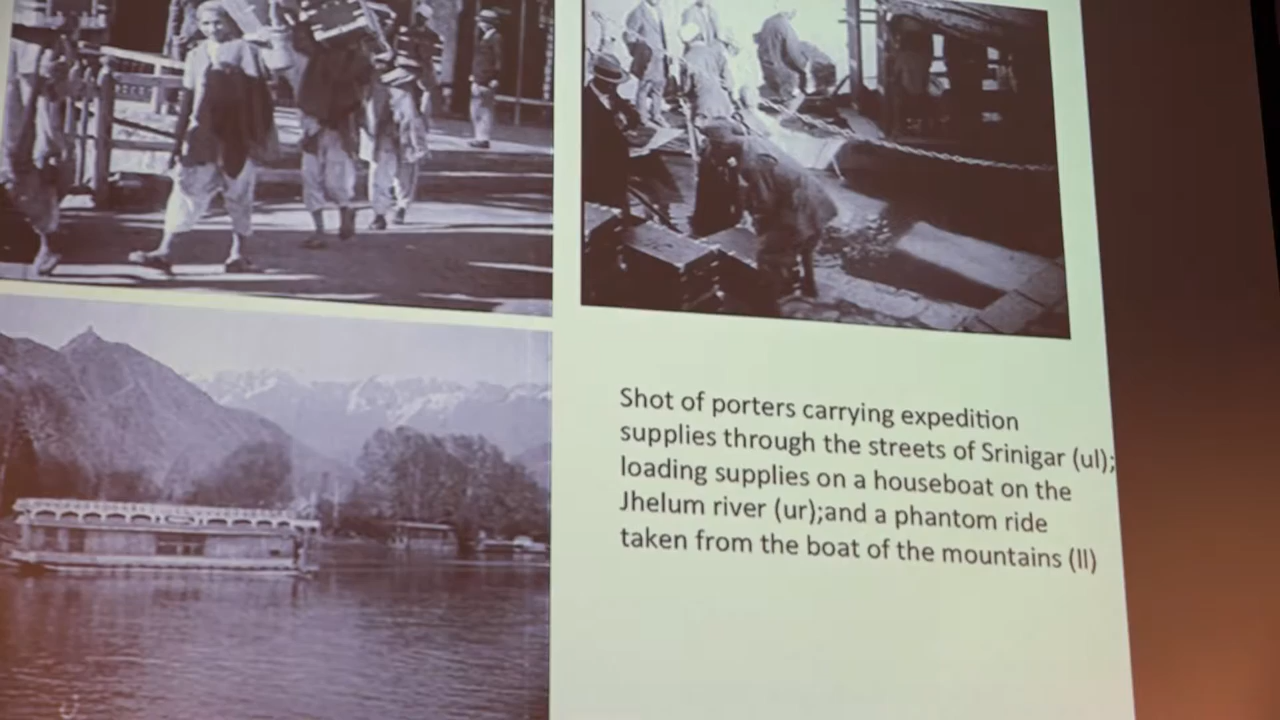 Shot of porters carrying expedition
supplies through the streets of Srinigar (ul);
loading supplies on a houseboat on the
Jhelum river (ur);and a phantom ride
taken from the boat of the mountains (ll)